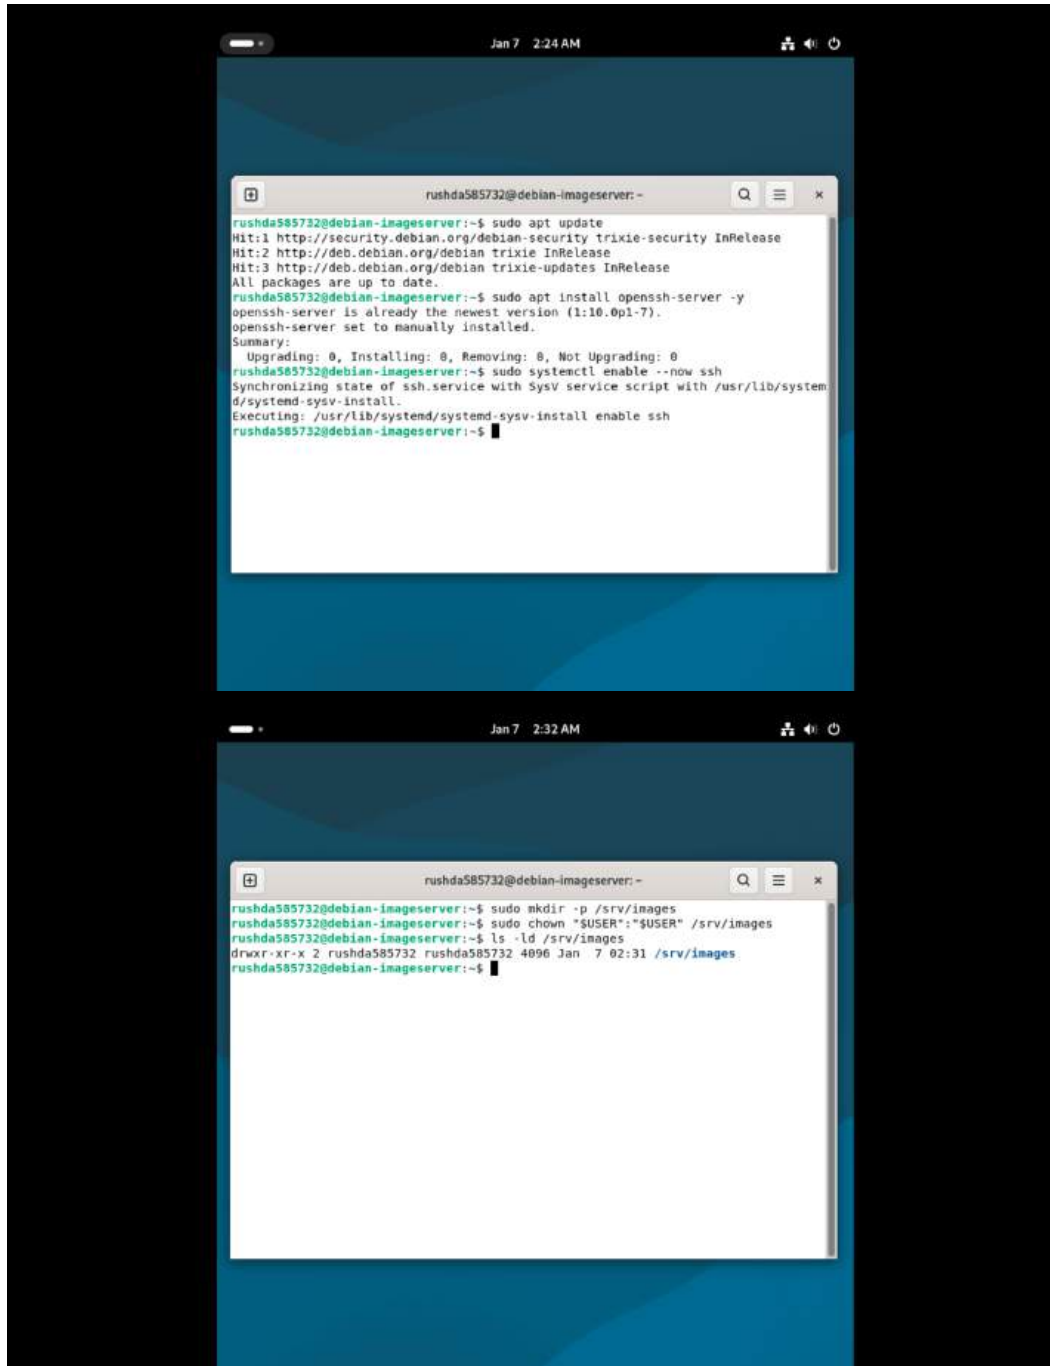 Jan 7 2:24 AM
rushda585732@debian-imageserver: ~
rushda585732@debian-imageserver:~$ sudo apt update
Hit:1 http://security.debian.org/debian-security trixie-security InRelease
Hit:2 http://deb.debian.org/debian trixie InRelease
Hit:3 http://deb.debian.org/debian trixie-updates InRelease
All packages are up to date.
rushda585732@debian-imageserver:~$ sudo apt install openssh-server -y
openssh-server is already the newest version (1:10.0p1-7).
openssh-server set to manually installed.
Summary:
  Upgrading: 0, Installing: 0, Removing: 0, Not Upgrading: 0
rushda585732@debian-imageserver:~$ sudo systemctl enable --now ssh
Synchronizing state of ssh.service with SysV service script with /usr/lib/system
d/systemd-sysv-install.
Executing: /usr/lib/systemd/systemd-sysv-install enable ssh
rushda585732@debian-imageserver:~$
Jan 7 2:32 AM
rushda585732@debian-imageserver: ~
rushda585732@debian-imageserver:~$ sudo mkdir -p /srv/images
rushda585732@debian-imageserver:~$ sudo chown "$USER":"$USER" /srv/images
rushda585732@debian-imageserver:~$ ls -ld /srv/images
drwxr-xr-x 2 rushda585732 rushda585732 4096 Jan  7 02:31 /srv/images
rushda585732@debian-imageserver:~$